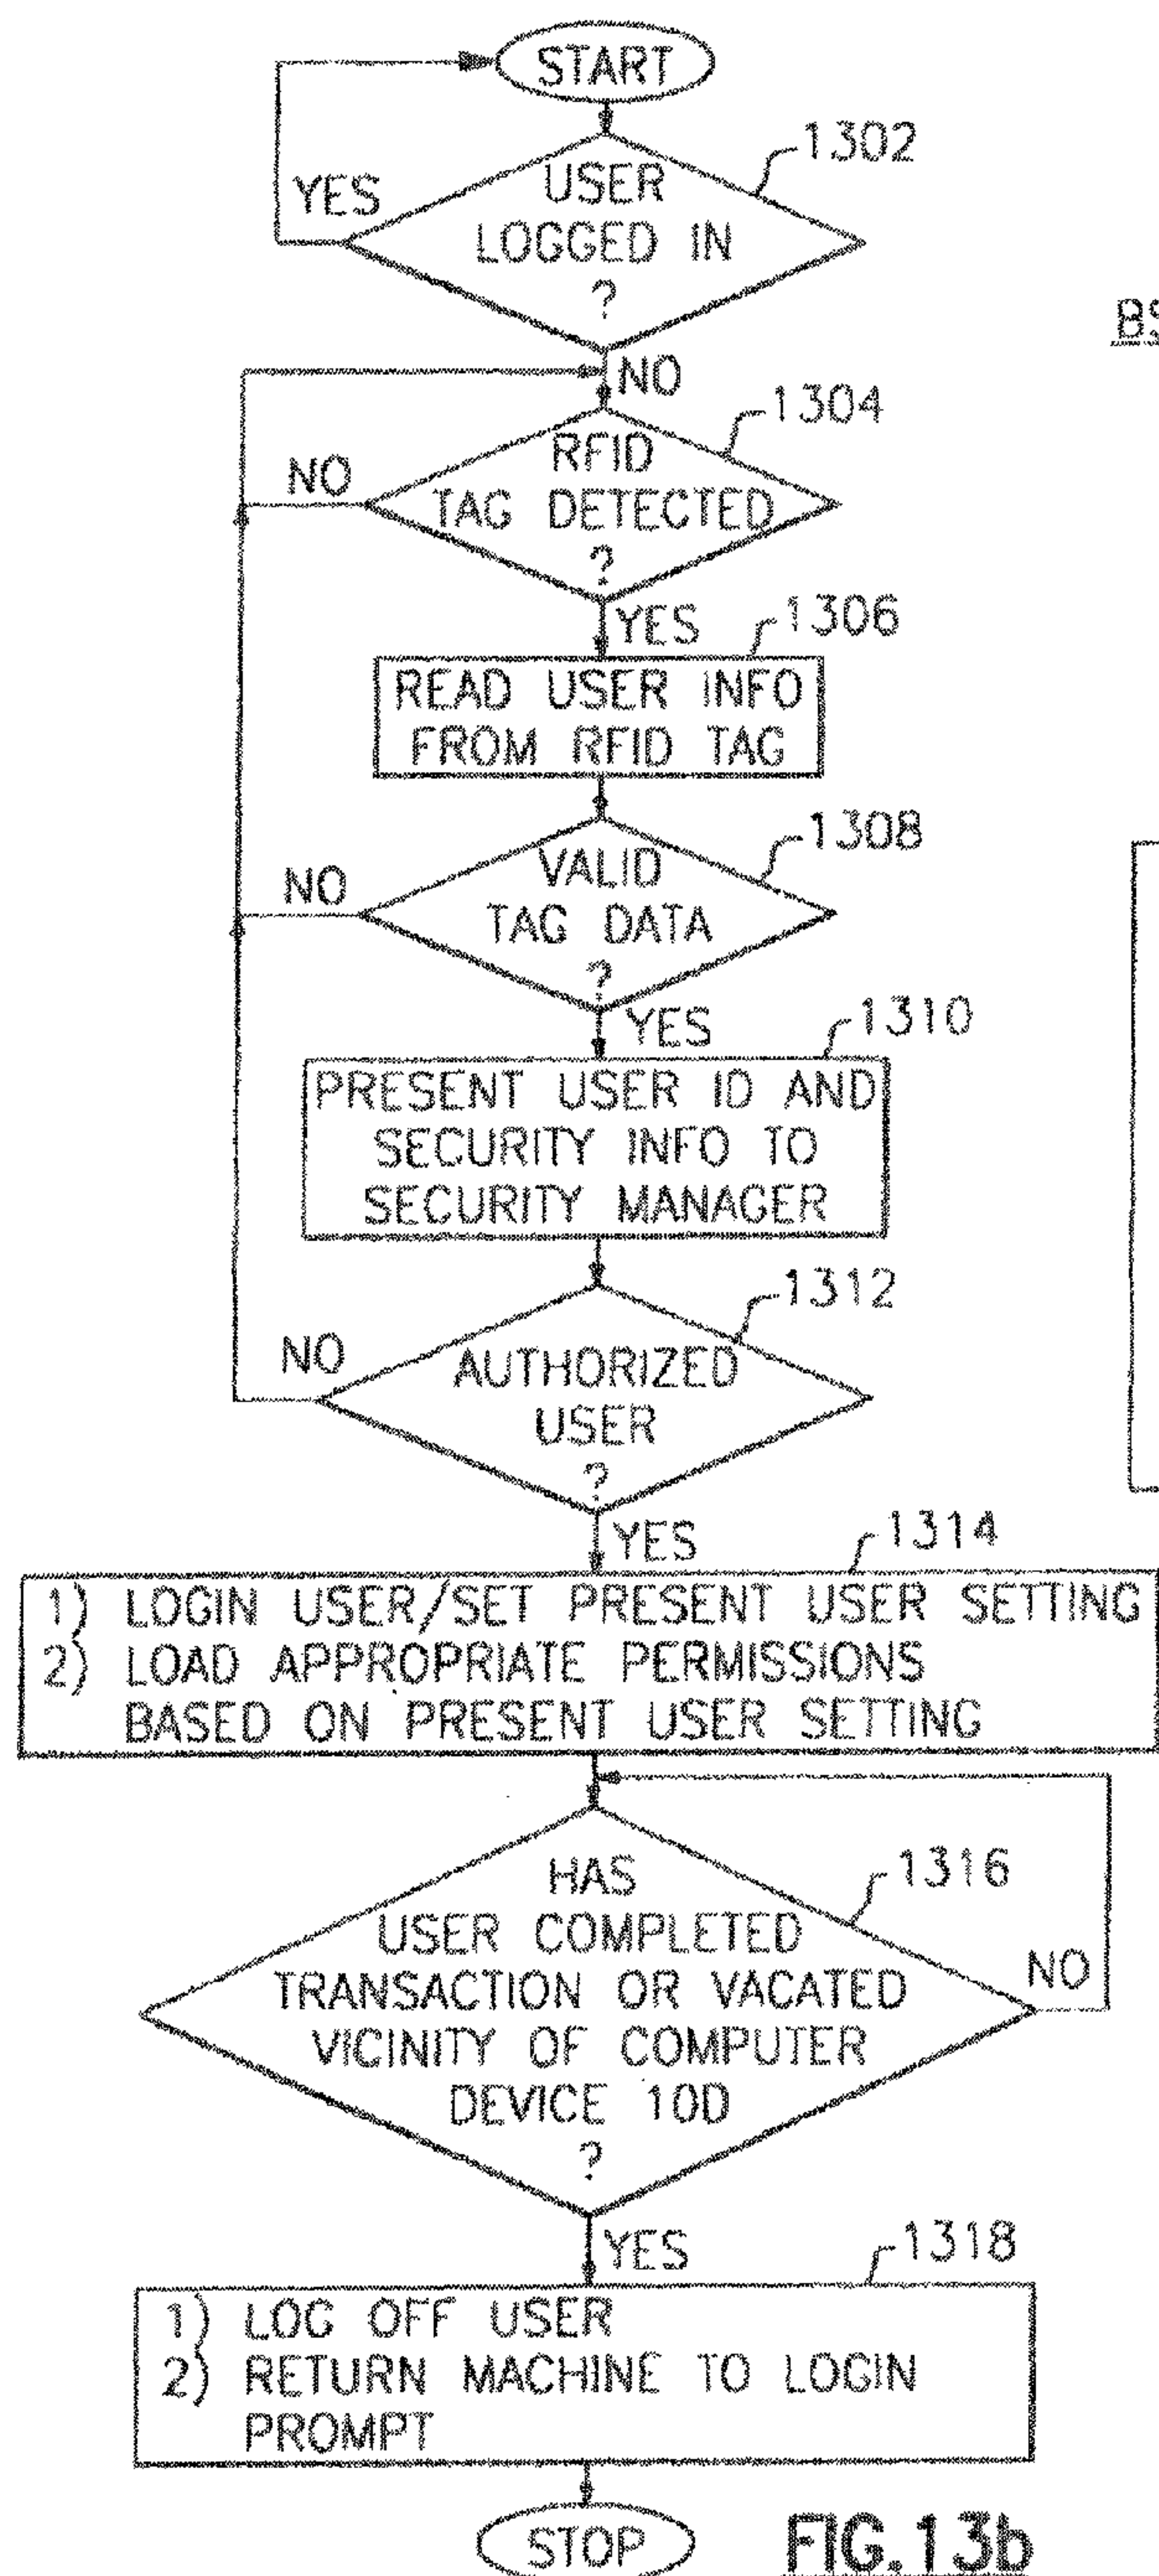 START
1302
YES
USER
LOGGED IN
?
NO
1304
NO
RFID
TAG DETECTED
?
YES
1306
READ USER INFO
FROM RFID TAG
1308
NO
VALID
TAG DATA
?
YES
1310
PRESENT USER ID AND
SECURITY INFO TO
SECURITY MANAGER
1312
NO
AUTHORIZED
USER
?
YES
1314
1) LOGIN USER/SET PRESENT USER SETTING
2) LOAD APPROPRIATE PERMISSIONS
BASED ON PRESENT USER SETTING
1316
HAS
USER COMPLETED
TRANSACTION OR VACATED
VICINITY OF COMPUTER
DEVICE 10D
?
NO
YES
1318
1) LOG OFF USER
2) RETURN MACHINE TO LOGIN
PROMPT
STOP
FIG.13b